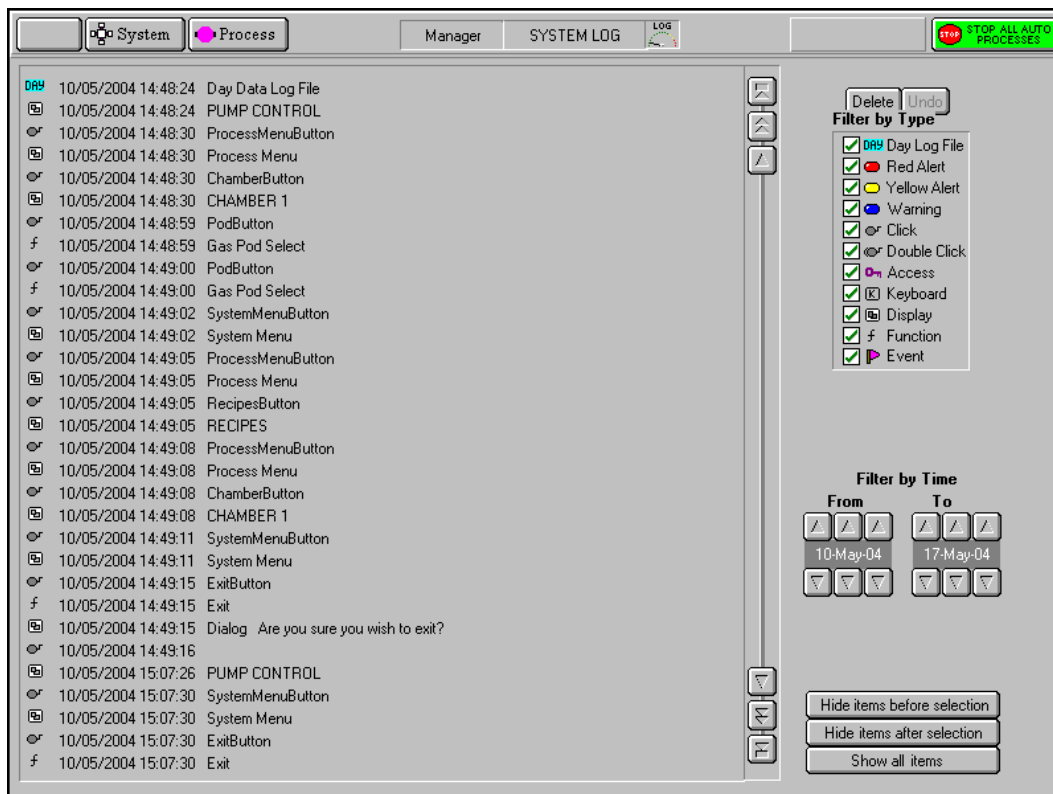 System Process Manager SYSTEM LOG LOG STOP STOP ALL AUTO
PROCESSES
DAY 10/05/2004 14:48:24 Day Data Log File
10/05/2004 14:48:24 PUMP CONTROL
10/05/2004 14:48:30 ProcessMenuButton
10/05/2004 14:48:30 Process Menu
10/05/2004 14:48:30 ChamberButton
10/05/2004 14:48:30 CHAMBER 1
10/05/2004 14:48:59 PodButton
f 10/05/2004 14:48:59 Gas Pod Select
10/05/2004 14:49:00 PodButton
f 10/05/2004 14:49:00 Gas Pod Select
10/05/2004 14:49:02 SystemMenuButton
10/05/2004 14:49:02 System Menu
10/05/2004 14:49:05 ProcessMenuButton
10/05/2004 14:49:05 Process Menu
10/05/2004 14:49:05 RecipesButton
10/05/2004 14:49:05 RECIPES
10/05/2004 14:49:08 ProcessMenuButton
10/05/2004 14:49:08 Process Menu
10/05/2004 14:49:08 ChamberButton
10/05/2004 14:49:08 CHAMBER 1
10/05/2004 14:49:11 SystemMenuButton
10/05/2004 14:49:11 System Menu
10/05/2004 14:49:15 ExitButton
f 10/05/2004 14:49:15 Exit
10/05/2004 14:49:15 Dialog Are you sure you wish to exit?
10/05/2004 14:49:16
10/05/2004 15:07:26 PUMP CONTROL
10/05/2004 15:07:30 SystemMenuButton
10/05/2004 15:07:30 System Menu
10/05/2004 15:07:30 ExitButton
f 10/05/2004 15:07:30 Exit
Delete Undo
Filter by Type
DAY Day Log File
Red Alert
Yellow Alert
Warning
Click
Double Click
Access
K Keyboard
Display
f Function
Event
Filter by Time
From To
10-May-04 17-May-04
Hide items before selection
Hide items after selection
Show all items